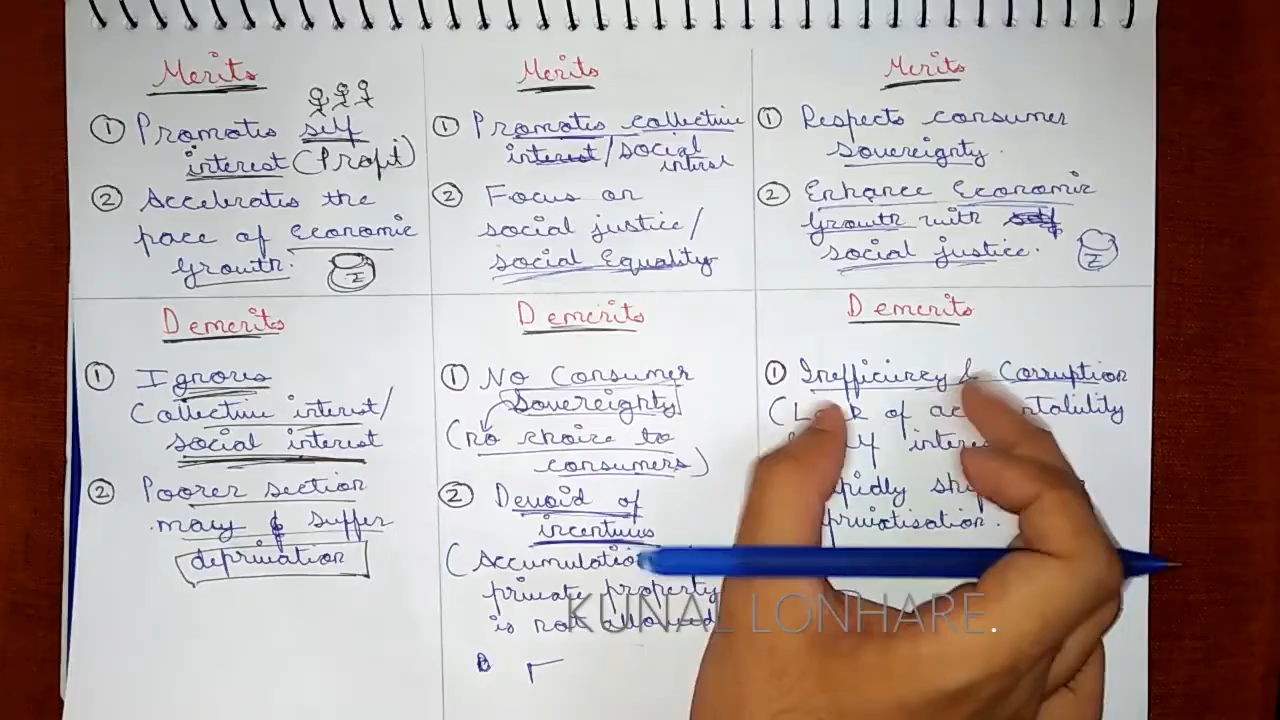 Merits
① Promotes self
interest (Profit)
② Accelerates the
pace of Economic
Growth.
Merits
① Promotes collective
interest/social
interest
② Focus on
social justice/
social Equality
Merits
① Respects consumer
sovereignty.
② Enhance Economic
Growth with
social justice.
Demerits
① Ignores
Collective interest/
social interest
② Poorer section
may suffer
deprivation
Demerits
① No Consumer
Sovereignty
(no choice to
consumers)
② Devoid of
incentives
(Accumulation
private property
is not allowed
Demerits
① Inefficiency & Corruption
of
privatisation.
KUNAL LONHARE.